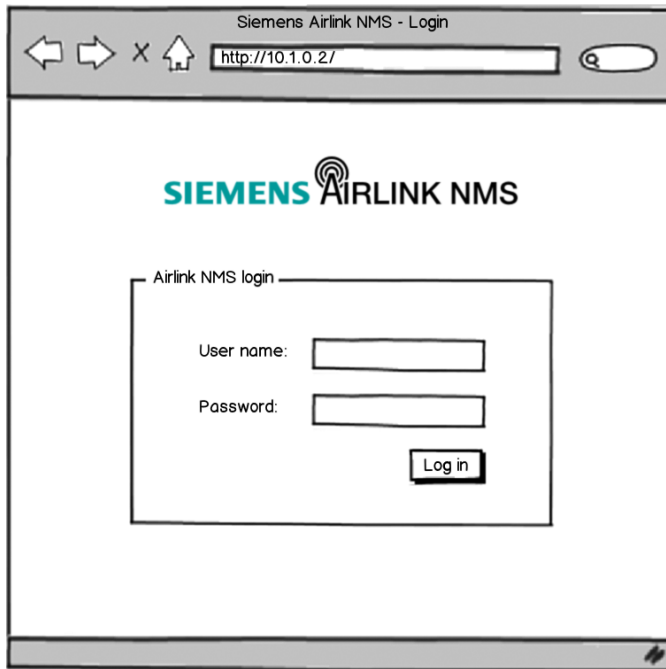 Siemens Airlink NMS - Login
http://10.1.0.2/
SIEMENS AIRLINK NMS
Airlink NMS login
User name:
Password:
Log in